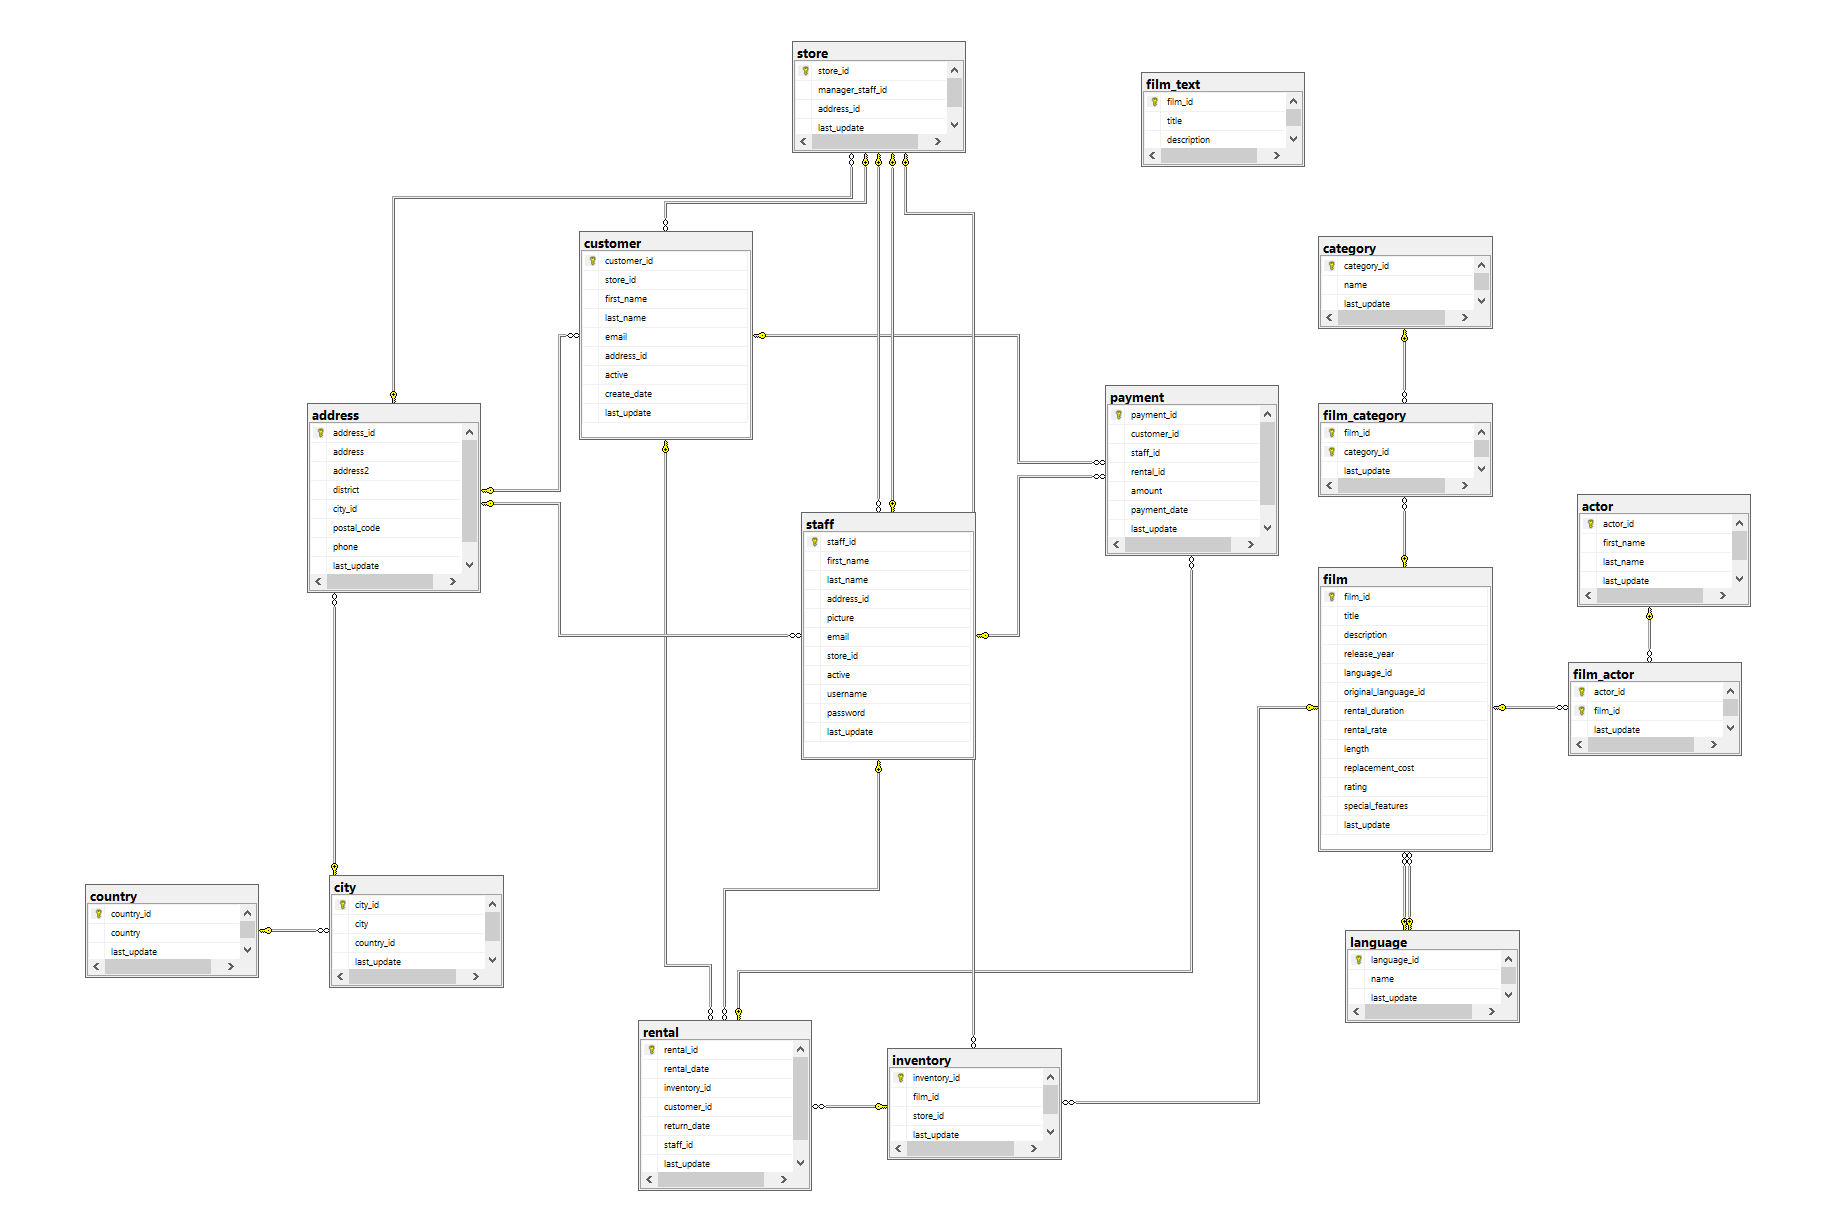 store
store_id
manager_staff_id
address_id
last_update
film_text
film_id
title
description
customer
customer_id
store_id
first_name
last_name
email
address_id
active
create_date
last_update
category
category_id
name
last_update
payment
payment_id
customer_id
staff_id
rental_id
amount
payment_date
last_update
address
address_id
address
address2
district
city_id
postal_code
phone
last_update
film_category
film_id
category_id
last_update
actor
actor_id
first_name
last_name
last_update
staff
staff_id
first_name
last_name
address_id
picture
email
store_id
active
username
password
last_update
film
film_id
title
description
release_year
language_id
original_language_id
rental_duration
rental_rate
length
replacement_cost
rating
special_features
last_update
film_actor
actor_id
film_id
last_update
country
country_id
country
last_update
city
city_id
city
country_id
last_update
language
language_id
name
last_update
rental
rental_id
rental_date
inventory_id
customer_id
return_date
staff_id
last_update
inventory
inventory_id
film_id
store_id
last_update